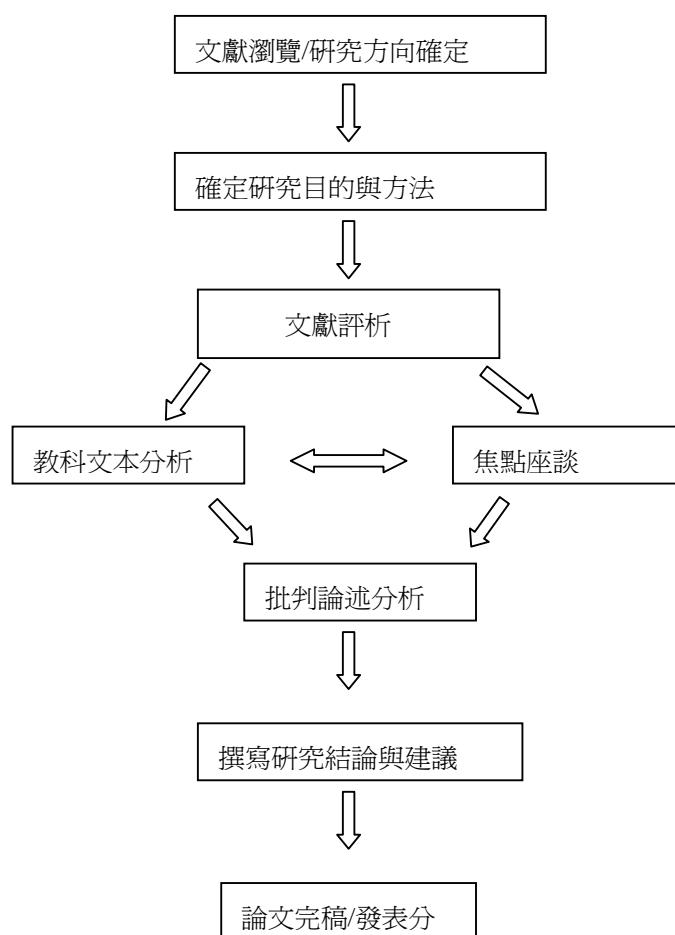 文獻瀏覽/研究方向確定
確定研究目的與方法
文獻評析
教科文本分析
焦點座談
批判論述分析
撰寫研究結論與建議
論文完稿/發表分